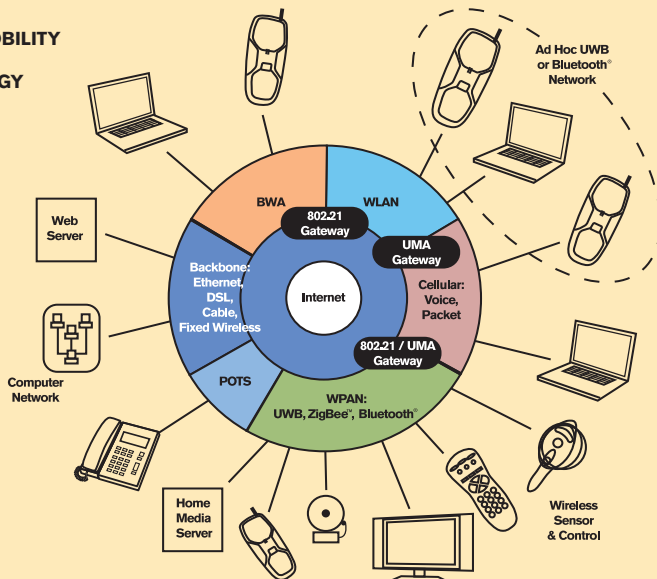 OBILITY
GY
Ad Hoc UWB
or Bluetooth®
Network
BWA
WLAN
802.21
Gateway
UMA
Gateway
Web
Server
Backbone:
Ethernet,
DSL,
Cable,
Fixed Wireless
Internet
Cellular:
Voice,
Packet
802.21 / UMA
Gateway
Computer
Network
POTS
WPAN:
UWB, ZigBee™, Bluetooth®
Home
Media
Server
Wireless
Sensor
& Control